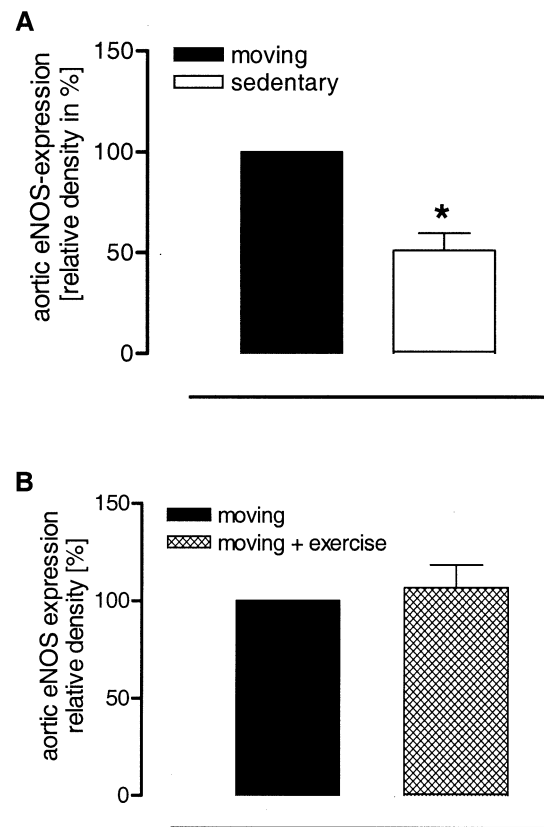 A
150
moving
sedentary
100
50
0
aortic eNOS-expression
[relative density in %]
*
B
150
moving
moving + exercise
100
50
0
aortic eNOS expression
relative density [%]